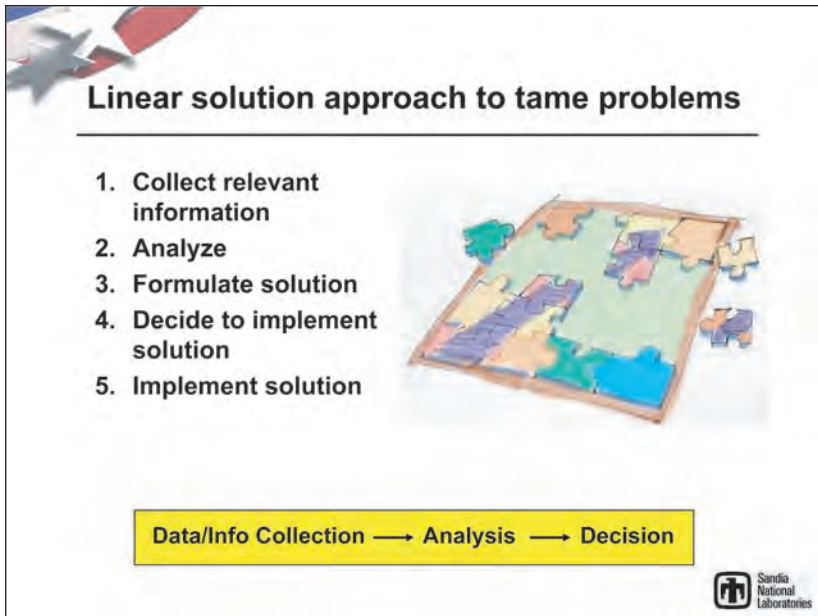 Linear solution approach to tame problems
1. Collect relevant
information
2. Analyze
3. Formulate solution
4. Decide to implement
solution
5. Implement solution
Data/Info Collection → Analysis → Decision
Sandia
National
Laboratories